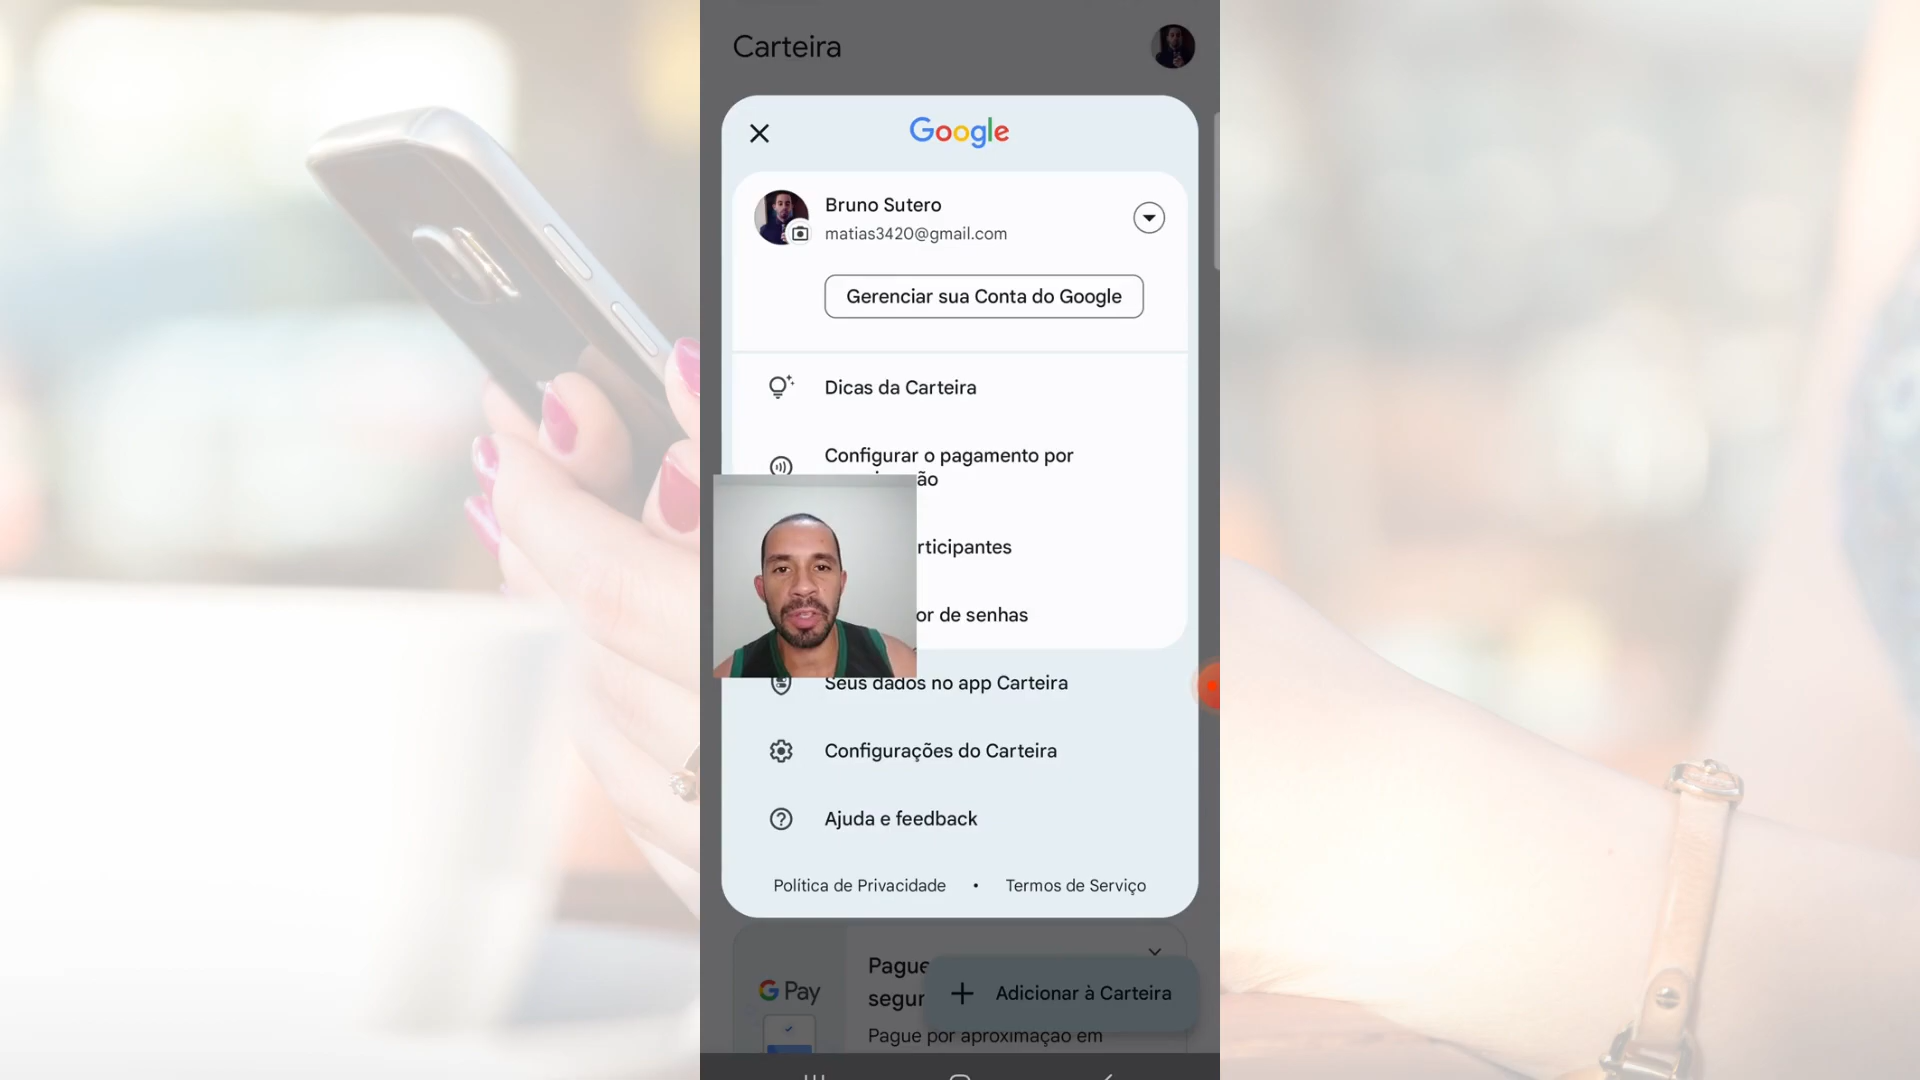 Carteira
Google
Bruno Sutero
matias3420@gmail.com
Gerenciar sua Conta do Google
Dicas da Carteira
Configurar o pagamento por
ão
rticipantes
or de senhas
Seus dados no app Carteira
Configurações do Carteira
Ajuda e feedback
Política de Privacidade • Termos de Serviço
G Pay
Pague
segur
+ Adicionar à Carteira
Pague por aproximação em